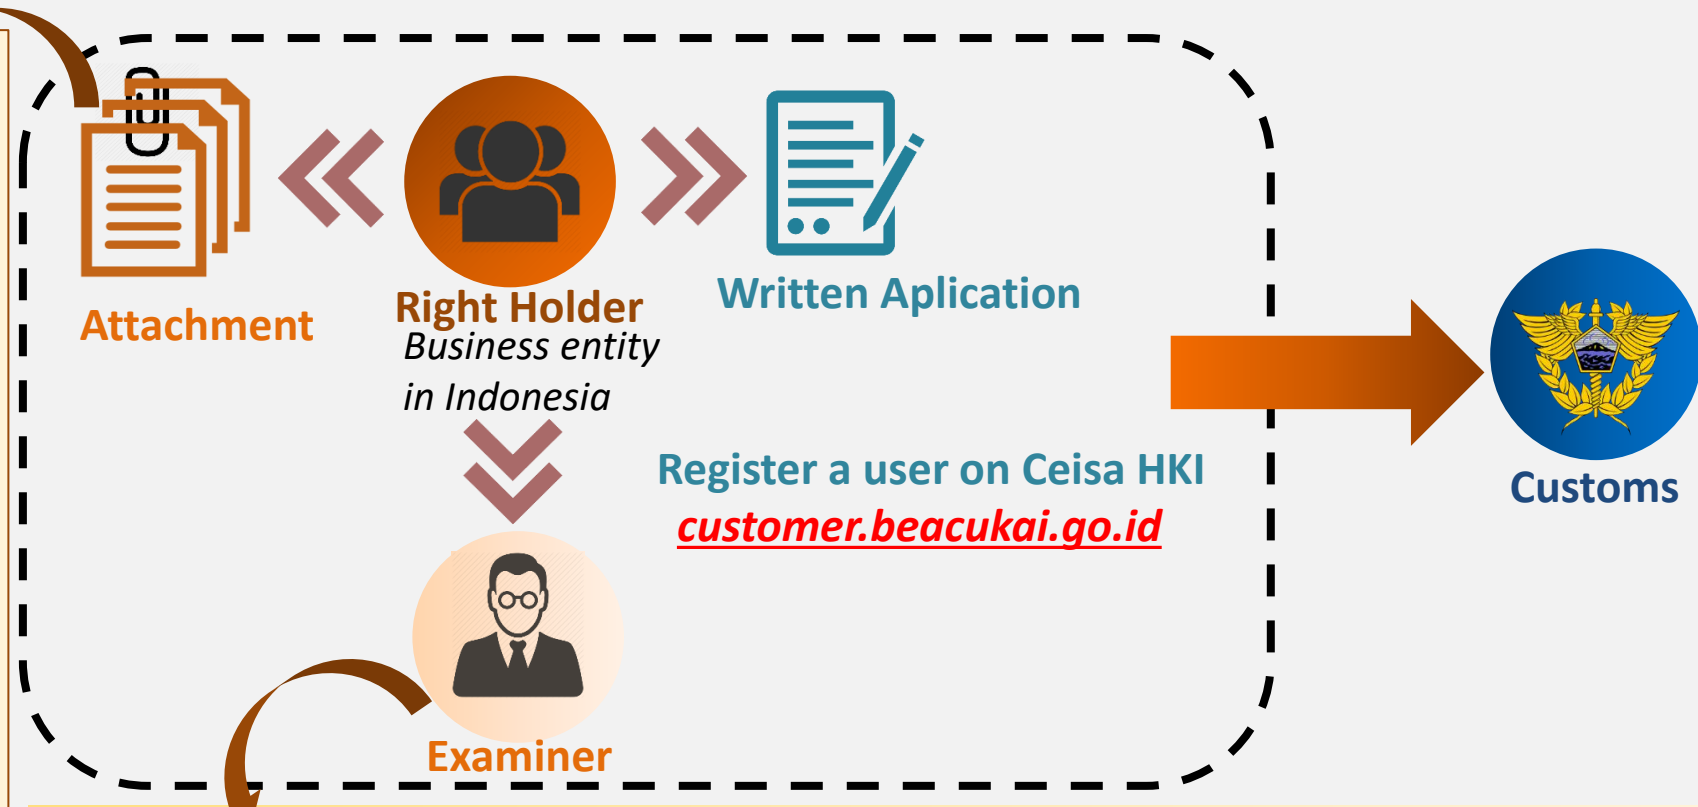 Attachment
Right Holder
Business entity
in Indonesia
Written Aplication
Register a user on Ceisa HKI
customer.beacukai.go.id
Customs
Examiner